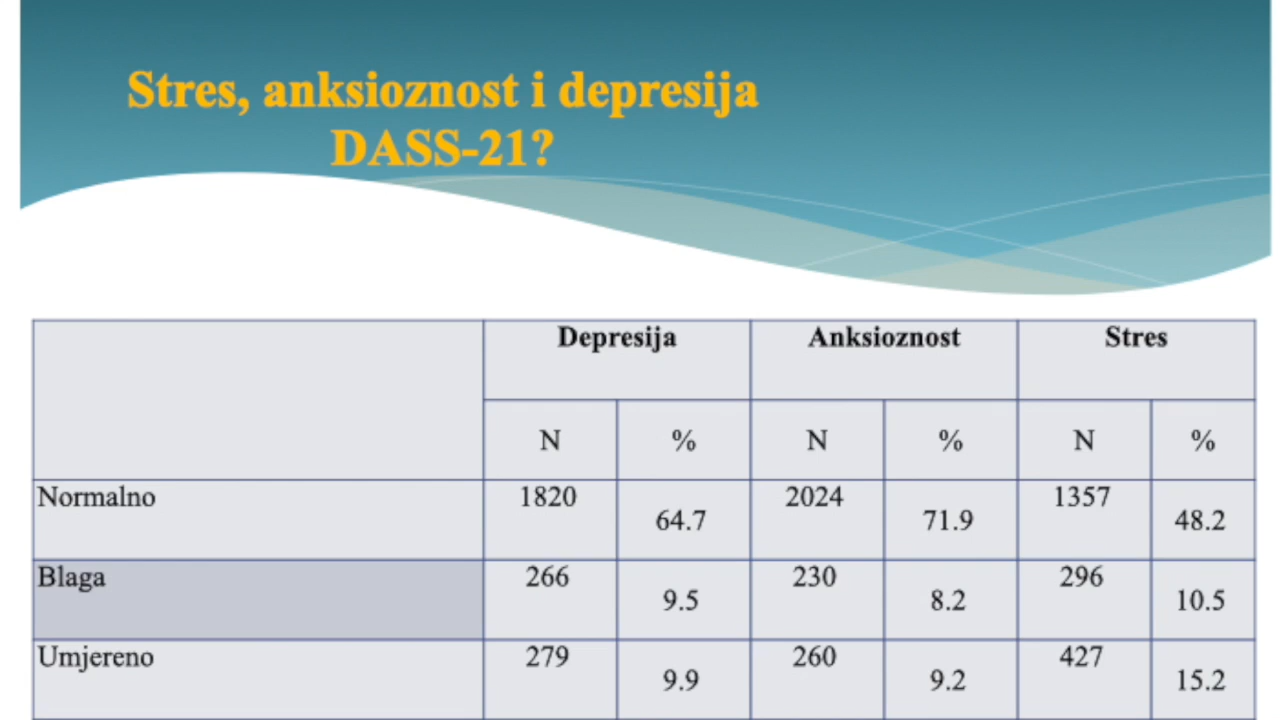 Stres, anksioznost i depresija
DASS-21?
Depresija Anksioznost Stres
N % N % N %
Normalno 1820 64.7 2024 71.9 1357 48.2
Blaga 266 9.5 230 8.2 296 10.5
Umjereno 279 9.9 260 9.2 427 15.2